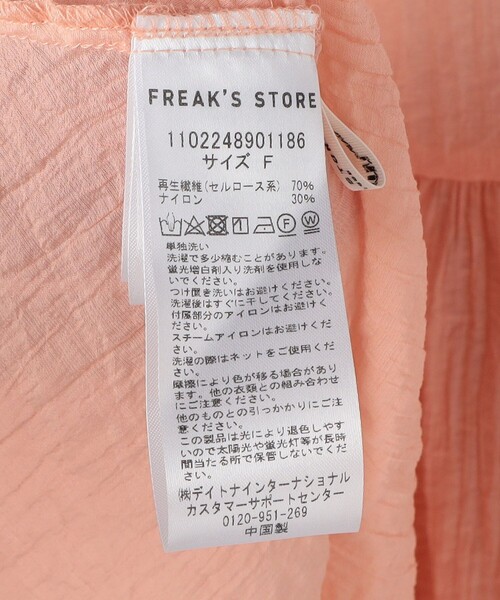 FREAK'S STORE
1102248901186
サイズ F
再生繊維(セルロース系) 70%
ナイロン 30%
単独洗い
洗濯で多少縮むことがあります。
蛍光増白剤入り洗剤を使用しな
いでください。
つけ置き洗いはお避けください。
洗濯後はすぐに干してください。
付属部分のアイロンはお避けく
ださい。
スチームアイロンはお避けくだ
さい。
洗濯の際はネットをご使用くだ
さい。
摩擦により色が移る場合があり
ます。他の衣類との組み合わせ
にご注意ください。
他のものとの引っかかりにご注
意ください。
この製品は光により退色しやす
いので太陽光や蛍光灯等が長時
間当たる所で保管しないでくだ
さい。
㈱デイトナインターナショナル
カスタマーサポートセンター
0120-951-269
中国製